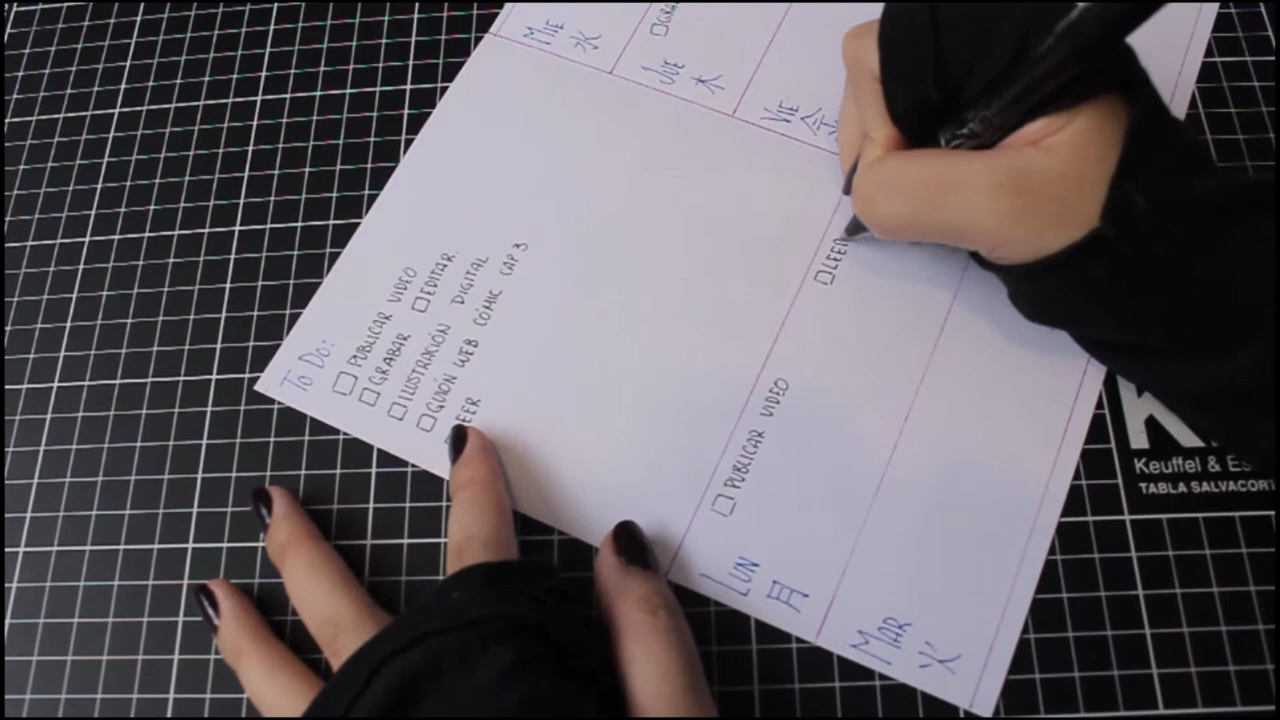 To Do:
PUBLICAR VIDEO
GRABAR EDITAR.
ILUSTRACIÓN DIGITAL
GUIÓN WEB CÓMIC CAP 3
LEER
LUN
月
PUBLICAR VIDEO
LEER
MAR
火
MIE
水
JUE
木
VIE
金
Keuffel &
TABLA SALVACORT